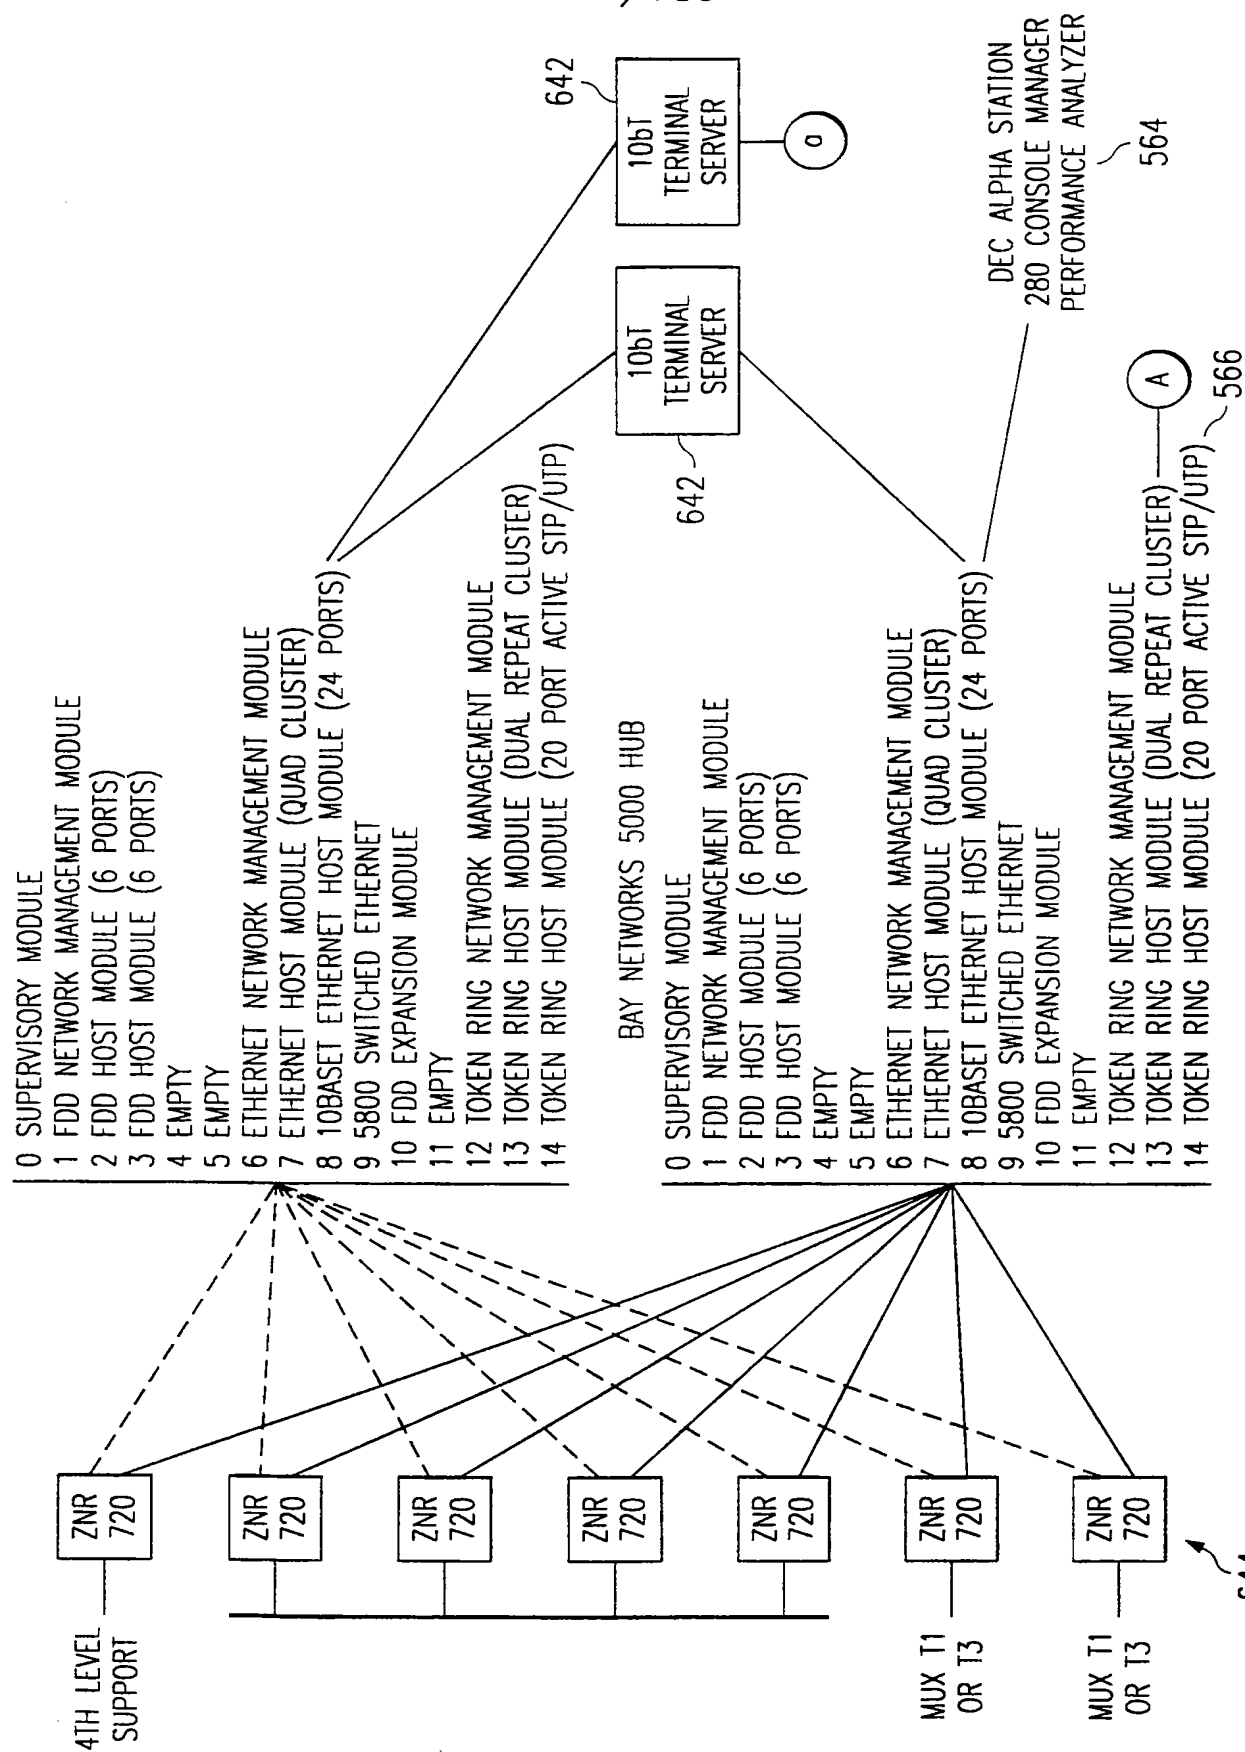 4TH LEVEL
SUPPORT
ZNR
720
ZNR
720
ZNR
720
ZNR
720
ZNR
720
MUX T1
OR T3
ZNR
720
MUX T1
OR T3
ZNR
720
0 SUPERVISORY MODULE
1 FDD NETWORK MANAGEMENT MODULE
2 FDD HOST MODULE (6 PORTS)
3 FDD HOST MODULE (6 PORTS)
4 EMPTY
5 EMPTY
6 ETHERNET NETWORK MANAGEMENT MODULE
7 ETHERNET HOST MODULE (QUAD CLUSTER)
8 10BASET ETHERNET HOST MODULE (24 PORTS)
9 5800 SWITCHED ETHERNET
10 FDD EXPANSION MODULE
11 EMPTY
12 TOKEN RING NETWORK MANAGEMENT MODULE
13 TOKEN RING HOST MODULE (DUAL REPEAT CLUSTER)
14 TOKEN RING HOST MODULE (20 PORT ACTIVE STP/UTP)
BAY NETWORKS 5000 HUB
0 SUPERVISORY MODULE
1 FDD NETWORK MANAGEMENT MODULE
2 FDD HOST MODULE (6 PORTS)
3 FDD HOST MODULE (6 PORTS)
4 EMPTY
5 EMPTY
6 ETHERNET NETWORK MANAGEMENT MODULE
7 ETHERNET HOST MODULE (QUAD CLUSTER)
8 10BASET ETHERNET HOST MODULE (24 PORTS)
9 5800 SWITCHED ETHERNET
10 FDD EXPANSION MODULE
11 EMPTY
12 TOKEN RING NETWORK MANAGEMENT MODULE
13 TOKEN RING HOST MODULE (DUAL REPEAT CLUSTER)
14 TOKEN RING HOST MODULE (20 PORT ACTIVE STP/UTP)
A
566
642
10bT
TERMINAL
SERVER
642
10bT
TERMINAL
SERVER
a
DEC ALPHA STATION
280 CONSOLE MANAGER
PERFORMANCE ANALYZER
564